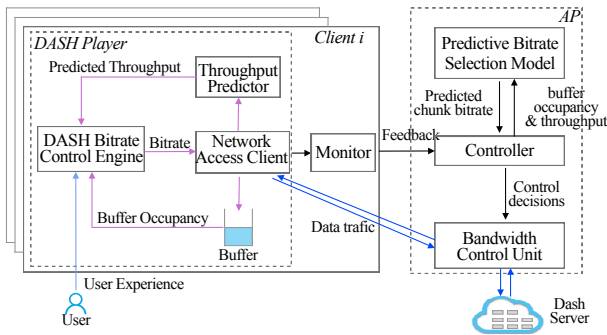 DASH Player
Client i
AP
Predicted Throughput
Throughput
Predictor
Predictive Bitrate
Selection Model
Predicted
chunk bitrate
buffer
occupancy
& throughput
DASH Bitrate
Control Engine
Bitrate
Network
Access Client
Monitor
Feedback
Controller
Buffer Occupancy
Buffer
Data trafic
Control
decisions
Bandwidth
Control Unit
User Experience
User
Dash
Server